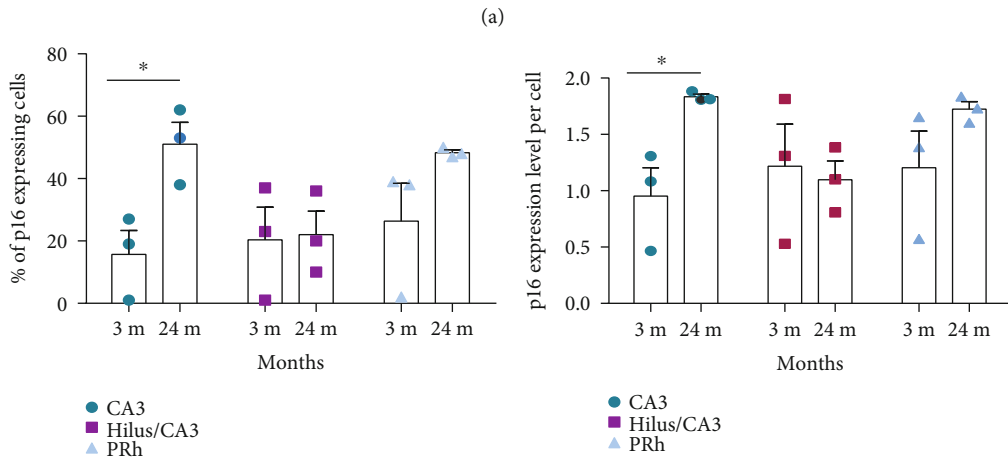 (a)
% of p16 expressing cells
80
60
40
20
0
*
3 m 24 m 3 m 24 m 3 m 24 m
Months
CA3
Hilus/CA3
PRh
p16 expression level per cell
2.0
1.5
1.0
0.5
0.0
*
3 m 24 m 3 m 24 m 3 m 24 m
Months
CA3
Hilus/CA3
PRh